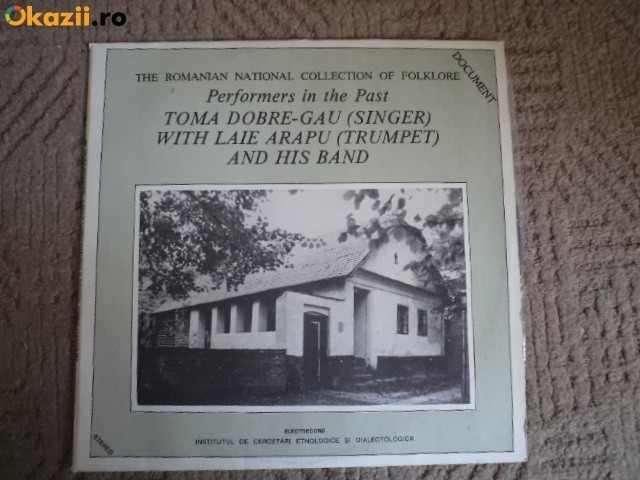 Okazii.ro
DOCUMENT
THE ROMANIAN NATIONAL COLLECTION OF FOLKLORE
Performers in the Past
TOMA DOBRE-GAU (SINGER)
WITH LAIE ARAPU (TRUMPET)
AND HIS BAND
STEREO
ELECTRECORD
INSTITUTUL DE CERCETĂRI ETNOLOGICE ȘI DIALECTOLOGICE